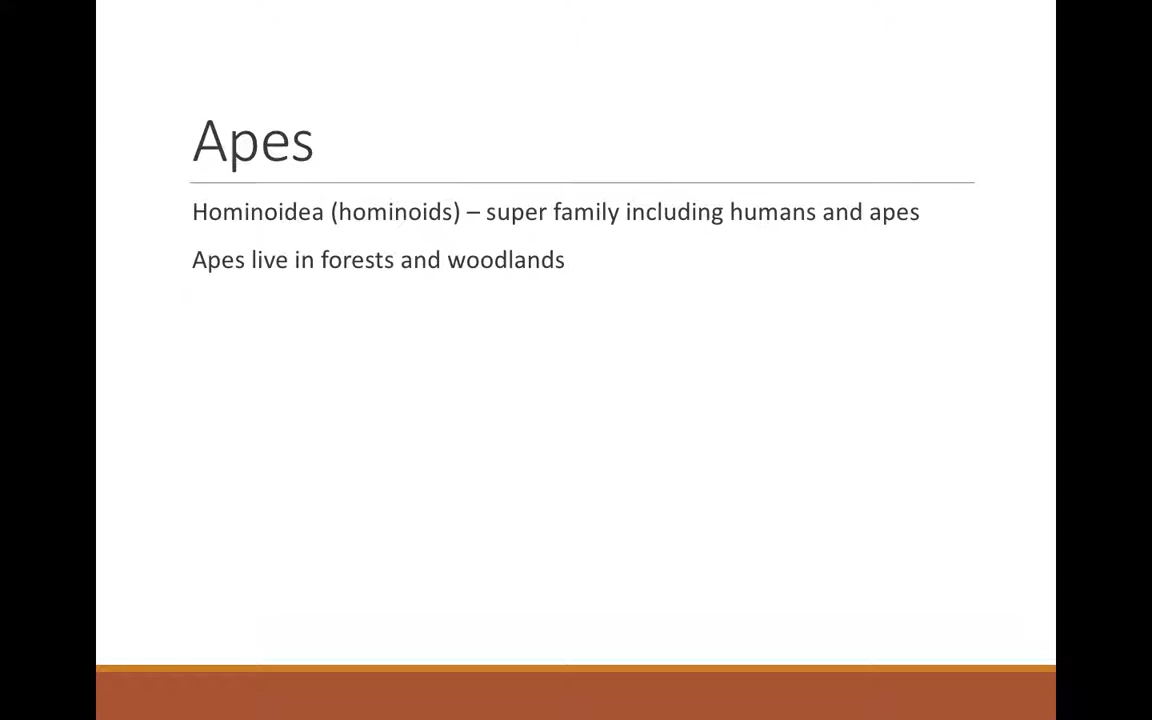 Apes
Hominoidea (hominoids) – super family including humans and apes
Apes live in forests and woodlands